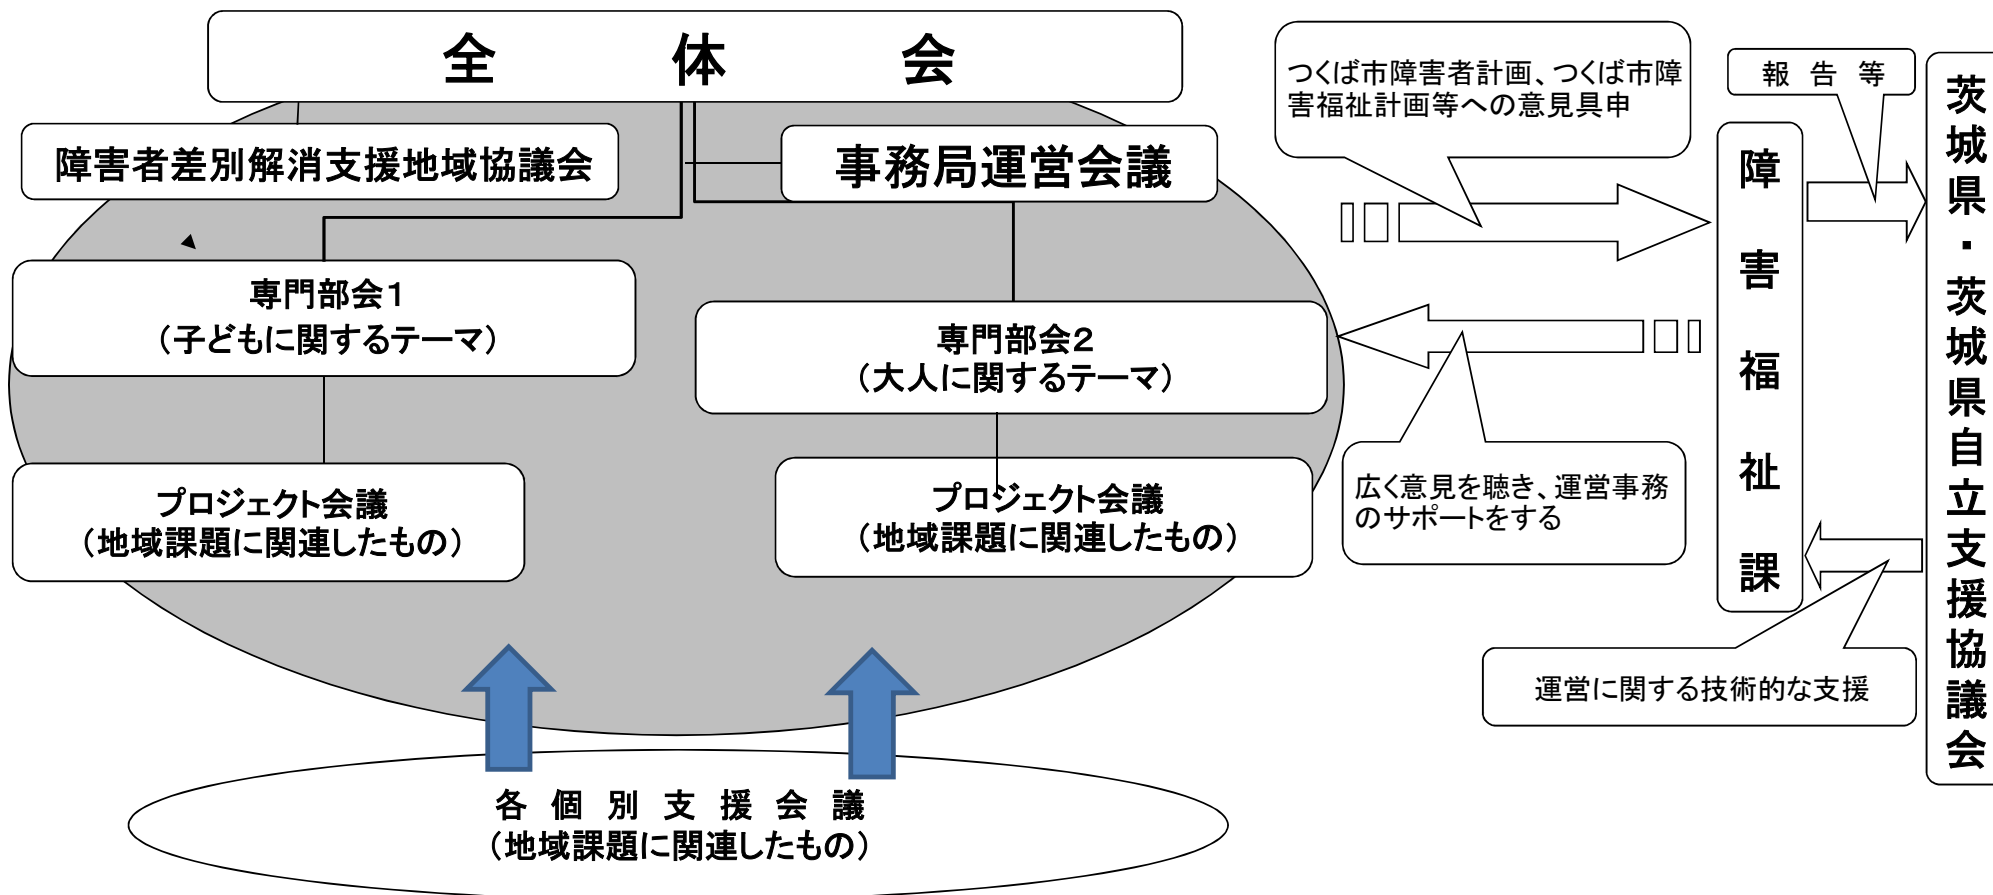 全体会
障害者差別解消支援地域協議会
事務局運営会議
専門部会1
(子どもに関するテーマ)
専門部会2
(大人に関するテーマ)
プロジェクト会議
(地域課題に関連したもの)
プロジェクト会議
(地域課題に関連したもの)
各個別支援会議
(地域課題に関連したもの)
つくば市障害者計画、つくば市障
害福祉計画等への意見具申
広く意見を聴き、運営事務
のサポートをする
障害福祉課
報告等
運営に関する技術的な支援
茨城県・茨城県自立支援協議会